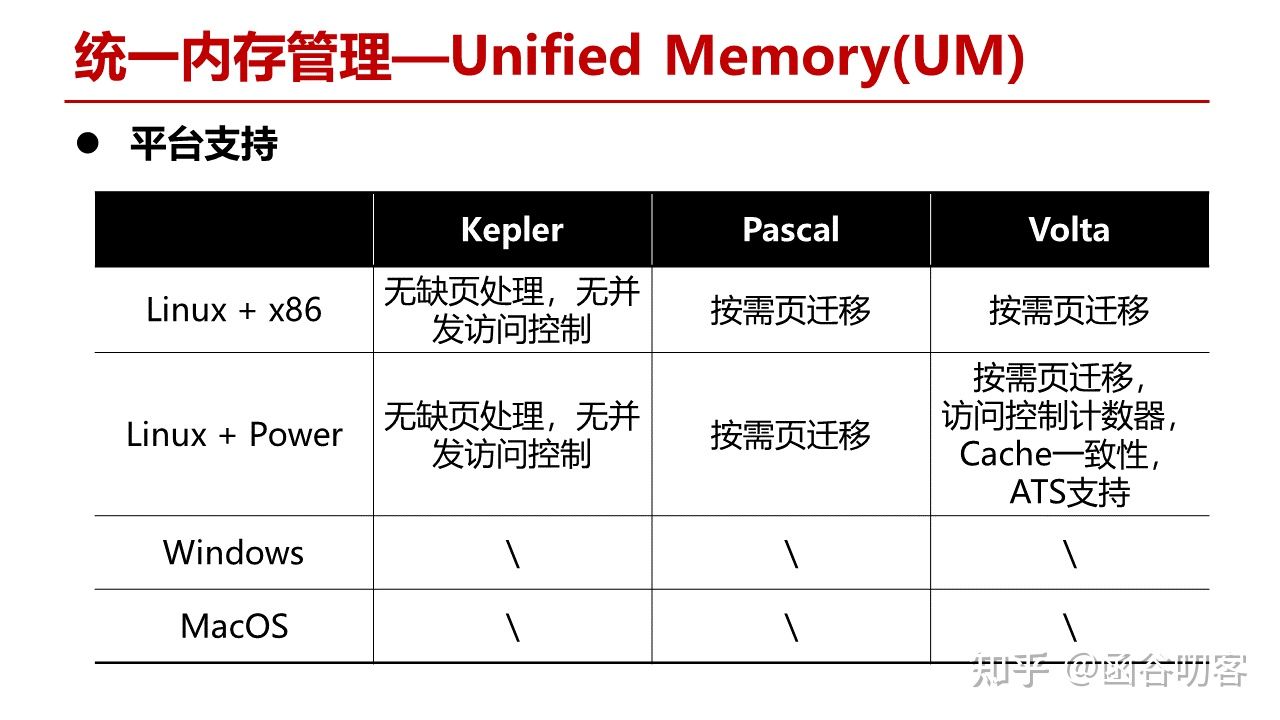 统一内存管理—Unified Memory(UM)
● 平台支持
Kepler Pascal Volta
Linux + x86 无缺页处理，无并发访问控制 按需页迁移 按需页迁移
Linux + Power 无缺页处理，无并发访问控制 按需页迁移 按需页迁移，访问控制计数器，Cache一致性，ATS支持
Windows \ \ \
MacOS \ \ \
知乎 @函谷叨客